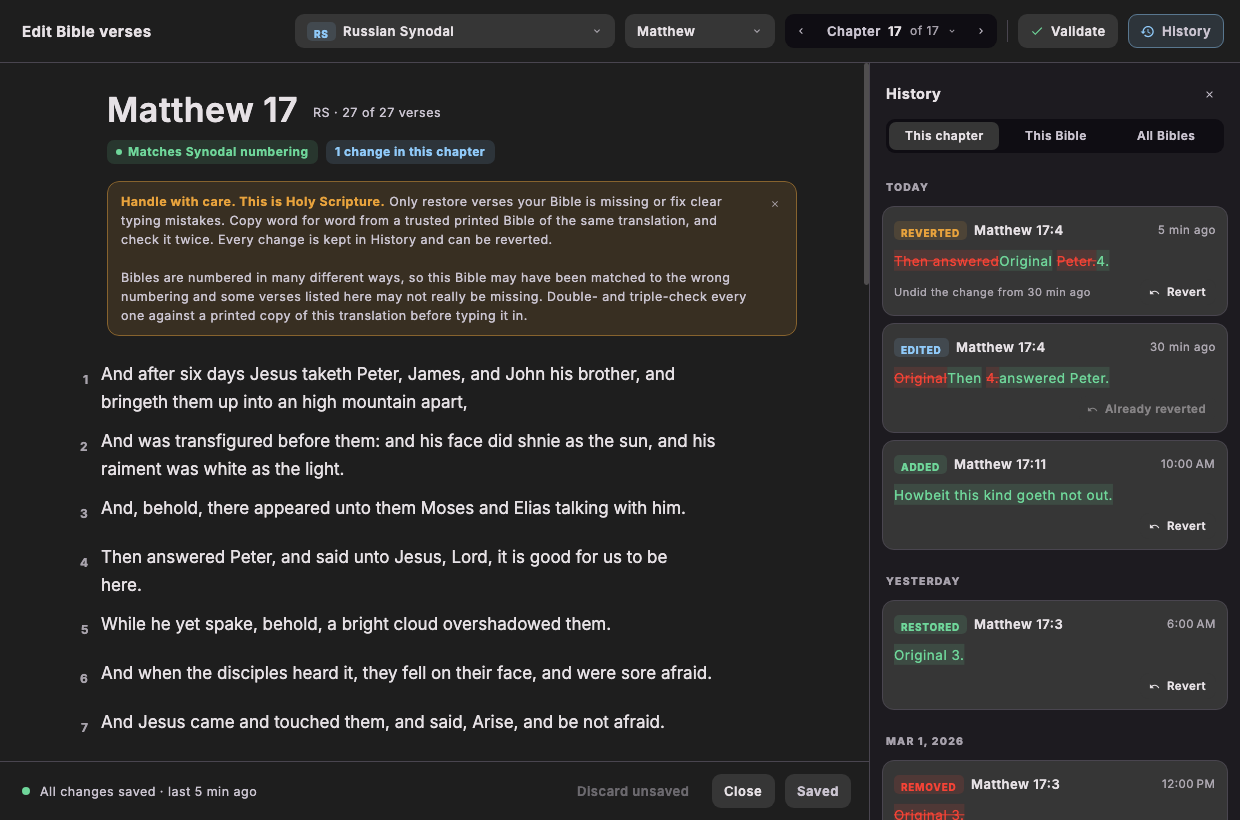 Edit Bible verses
RS Russian Synodal
Matthew
Chapter 17 of 17
Validate
History
Matthew 17 RS · 27 of 27 verses
Matches Synodal numbering
1 change in this chapter
Handle with care. This is Holy Scripture. Only restore verses your Bible is missing or fix clear
typing mistakes. Copy word for word from a trusted printed Bible of the same translation, and
check it twice. Every change is kept in History and can be reverted.
Bibles are numbered in many different ways, so this Bible may have been matched to the wrong
numbering and some verses listed here may not really be missing. Double- and triple-check every
one against a printed copy of this translation before typing it in.
1 And after six days Jesus taketh Peter, James, and John his brother, and
bringeth them up into an high mountain apart,
2 And was transfigured before them: and his face did shnie as the sun, and his
raiment was white as the light.
3 And, behold, there appeared unto them Moses and Elias talking with him.
4 Then answered Peter, and said unto Jesus, Lord, it is good for us to be
here.
5 While he yet spake, behold, a bright cloud overshadowed them.
6 And when the disciples heard it, they fell on their face, and were sore afraid.
7 And Jesus came and touched them, and said, Arise, and be not afraid.
All changes saved · last 5 min ago
Discard unsaved
Close
Saved
History
This chapter
This Bible
All Bibles
TODAY
REVERTED Matthew 17:4 5 min ago
Then answeredOriginal Peter.4.
Undid the change from 30 min ago Revert
EDITED Matthew 17:4 30 min ago
OriginalThen 4.answered Peter.
Already reverted
ADDED Matthew 17:11 10:00 AM
Howbeit this kind goeth not out.
Revert
YESTERDAY
RESTORED Matthew 17:3 6:00 AM
Original 3.
Revert
MAR 1, 2026
REMOVED Matthew 17:3 12:00 PM
Original 3.